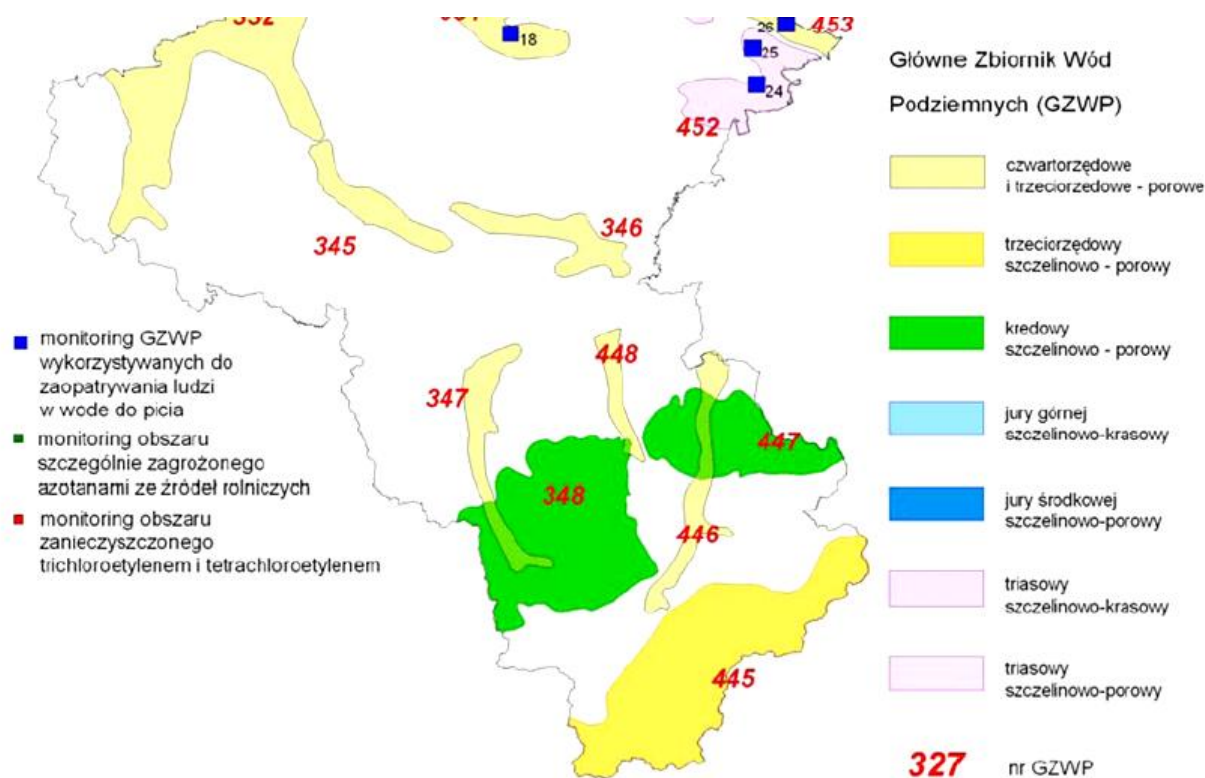 332
331
18
26
453
25
24
452
345
346
347
448
447
348
446
445
Główne Zbiornik Wód
Podziemnych (GZWP)
czwartorzędowe
i trzeciorzędowe - porowe
trzeciorzędowy
szczelinowo - porowy
kredowy
szczelinowo - porowy
jury górnej
szczelinowo-krasowy
jury środkowej
szczelinowo-porowy
triasowy
szczelinowo-krasowy
triasowy
szczelinowo-porowy
327 nr GZWP
monitoring GZWP
wykorzystywanych do
zaopatrywania ludzi
w wode do picia
monitoring obszaru
szczególnie zagrożonego
azotanami ze źródeł rolniczych
monitoring obszaru
zanieczyszczonego
trichloroetylenem i tetrachloroetylenem